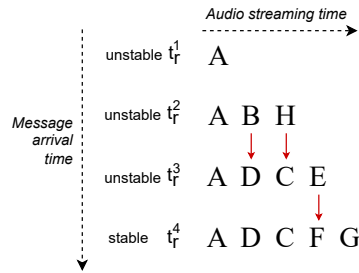 Audio streaming time
unstable t_r^1 A
unstable t_r^2 A B H
Message
arrival
time
unstable t_r^3 A D C E
stable t_r^4 A D C F G